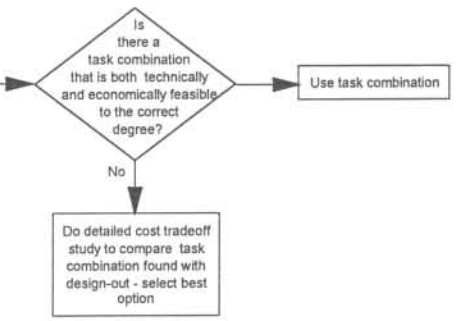 Is
there a
task combination
that is both technically
and economically feasible
to the correct
degree?
Use task combination
No
Do detailed cost tradeoff
study to compare task
combination found with
design-out - select best
option